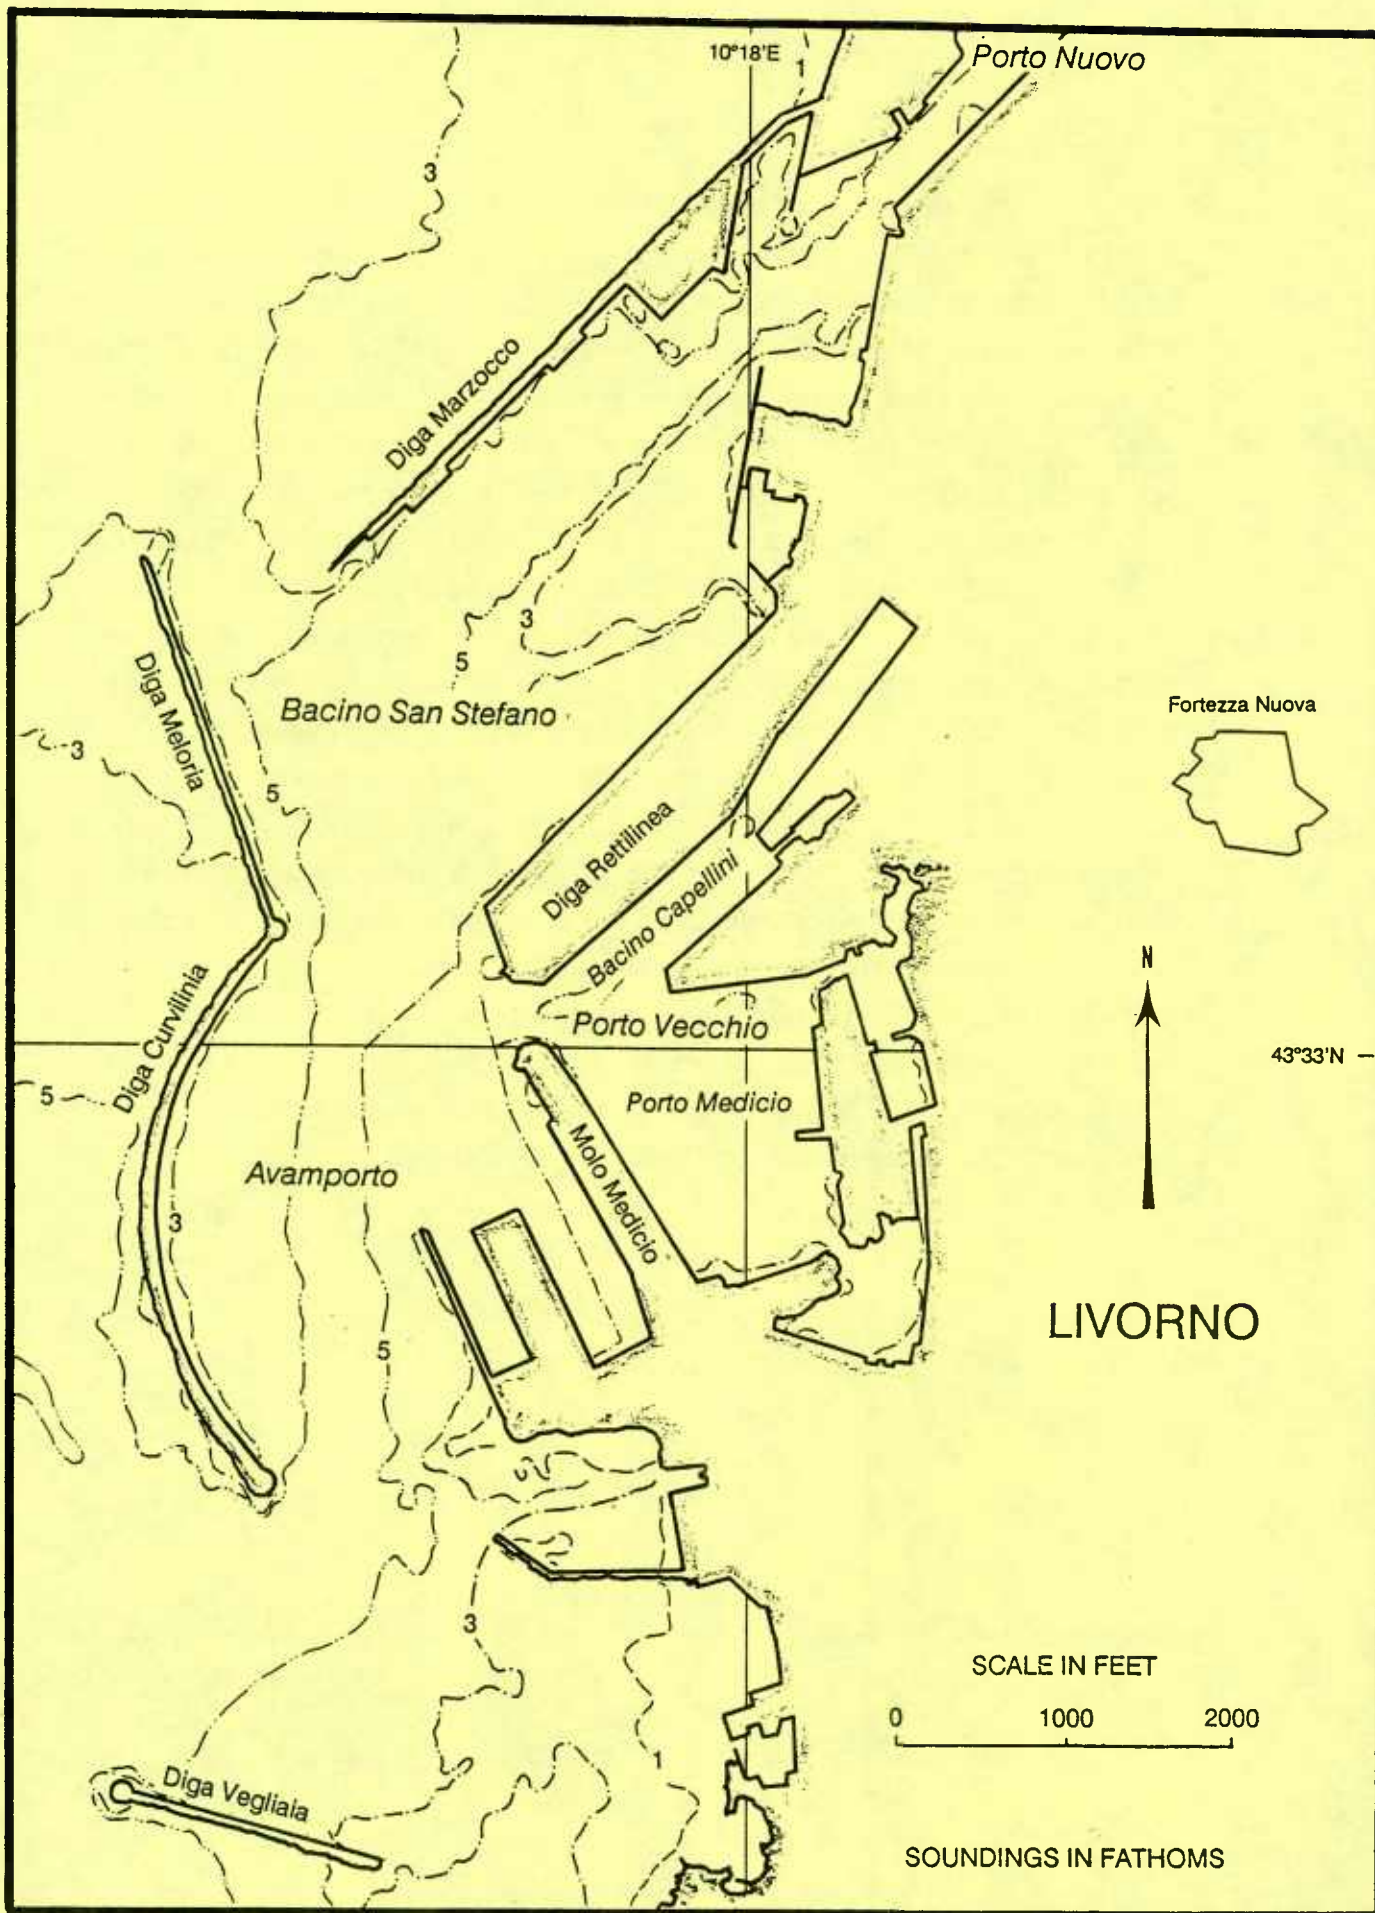 10°18'E
Porto Nuovo
1
3
Diga Marzocco
3
5
Diga Meloria
Bacino San Stefano
Fortezza Nuova
3
5
Diga Rettilinea
Bacino Capellini
N
Diga Curvilinia
Porto Vecchio
43°33'N
5
Porto Medicio
Molo Medicio
Avamporto
3
LIVORNO
5
3
SCALE IN FEET
0 1000 2000
1
Diga Vegliaia
SOUNDINGS IN FATHOMS